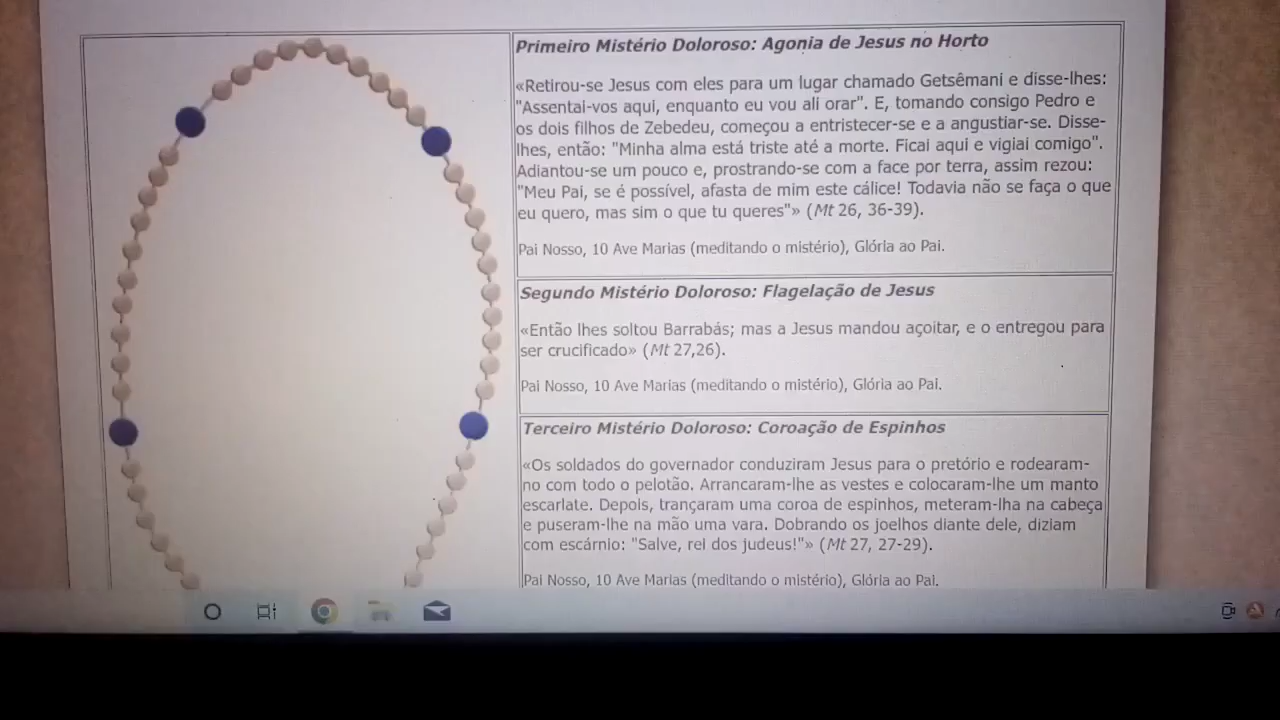 Primeiro Mistério Doloroso: Agonia de Jesus no Horto
«Retirou-se Jesus com eles para um lugar chamado Getsêmani e disse-lhes:
"Assentai-vos aqui, enquanto eu vou ali orar". E, tomando consigo Pedro e
os dois filhos de Zebedeu, começou a entristecer-se e a angustiar-se. Disse-
lhes, então: "Minha alma está triste até a morte. Ficai aqui e vigiai comigo".
Adiantou-se um pouco e, prostrando-se com a face por terra, assim rezou:
"Meu Pai, se é possível, afasta de mim este cálice! Todavia não se faça o que
eu quero, mas sim o que tu queres"» (Mt 26, 36-39).
Pai Nosso, 10 Ave Marias (meditando o mistério), Glória ao Pai.
Segundo Mistério Doloroso: Flagelação de Jesus
«Então lhes soltou Barrabás; mas a Jesus mandou açoitar, e o entregou para
ser crucificado» (Mt 27,26).
Pai Nosso, 10 Ave Marias (meditando o mistério), Glória ao Pai.
Terceiro Mistério Doloroso: Coroação de Espinhos
«Os soldados do governador conduziram Jesus para o pretório e rodearam-
no com todo o pelotão. Arrancaram-lhe as vestes e colocaram-lhe um manto
escarlate. Depois, trançaram uma coroa de espinhos, meteram-lha na cabeça
e puseram-lhe na mão uma vara. Dobrando os joelhos diante dele, diziam
com escárnio: "Salve, rei dos judeus!"» (Mt 27, 27-29).
Pai Nosso, 10 Ave Marias (meditando o mistério), Glória ao Pai.